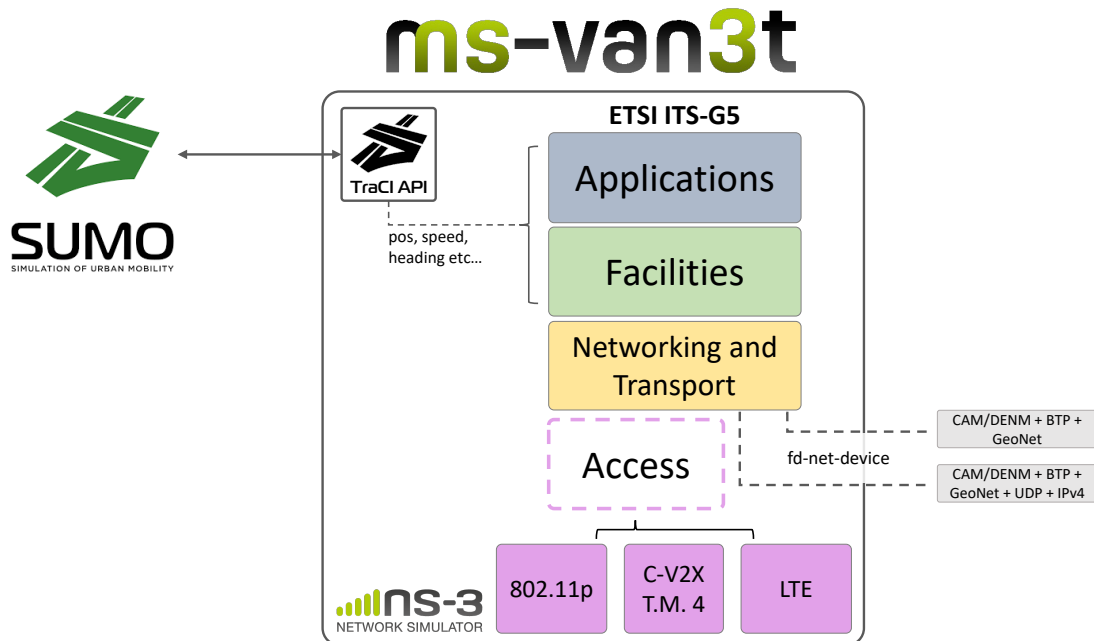 ms-van3t
ETSI ITS-G5
TraCI API
SUMO
SIMULATION OF URBAN MOBILITY
pos, speed,
heading etc...
Applications
Facilities
Networking and
Transport
Access
fd-net-device
CAM/DENM + BTP +
GeoNet
CAM/DENM + BTP +
GeoNet + UDP + IPv4
802.11p
C-V2X
T.M. 4
LTE
ns-3
NETWORK SIMULATOR